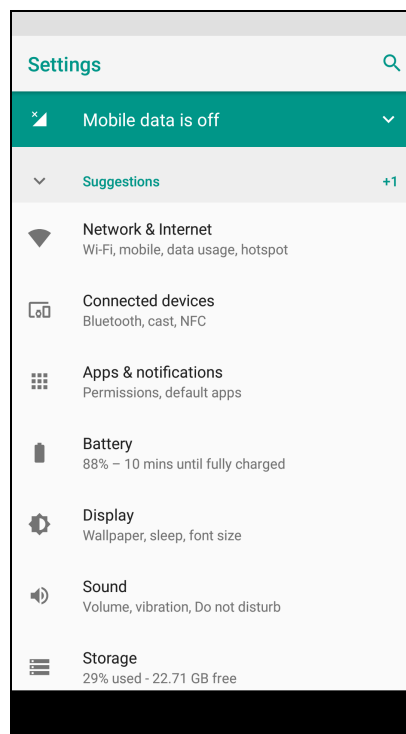 Settings
Mobile data is off
Suggestions +1
Network & Internet
Wi-Fi, mobile, data usage, hotspot
Connected devices
Bluetooth, cast, NFC
Apps & notifications
Permissions, default apps
Battery
88% – 10 mins until fully charged
Display
Wallpaper, sleep, font size
Sound
Volume, vibration, Do not disturb
Storage
29% used - 22.71 GB free